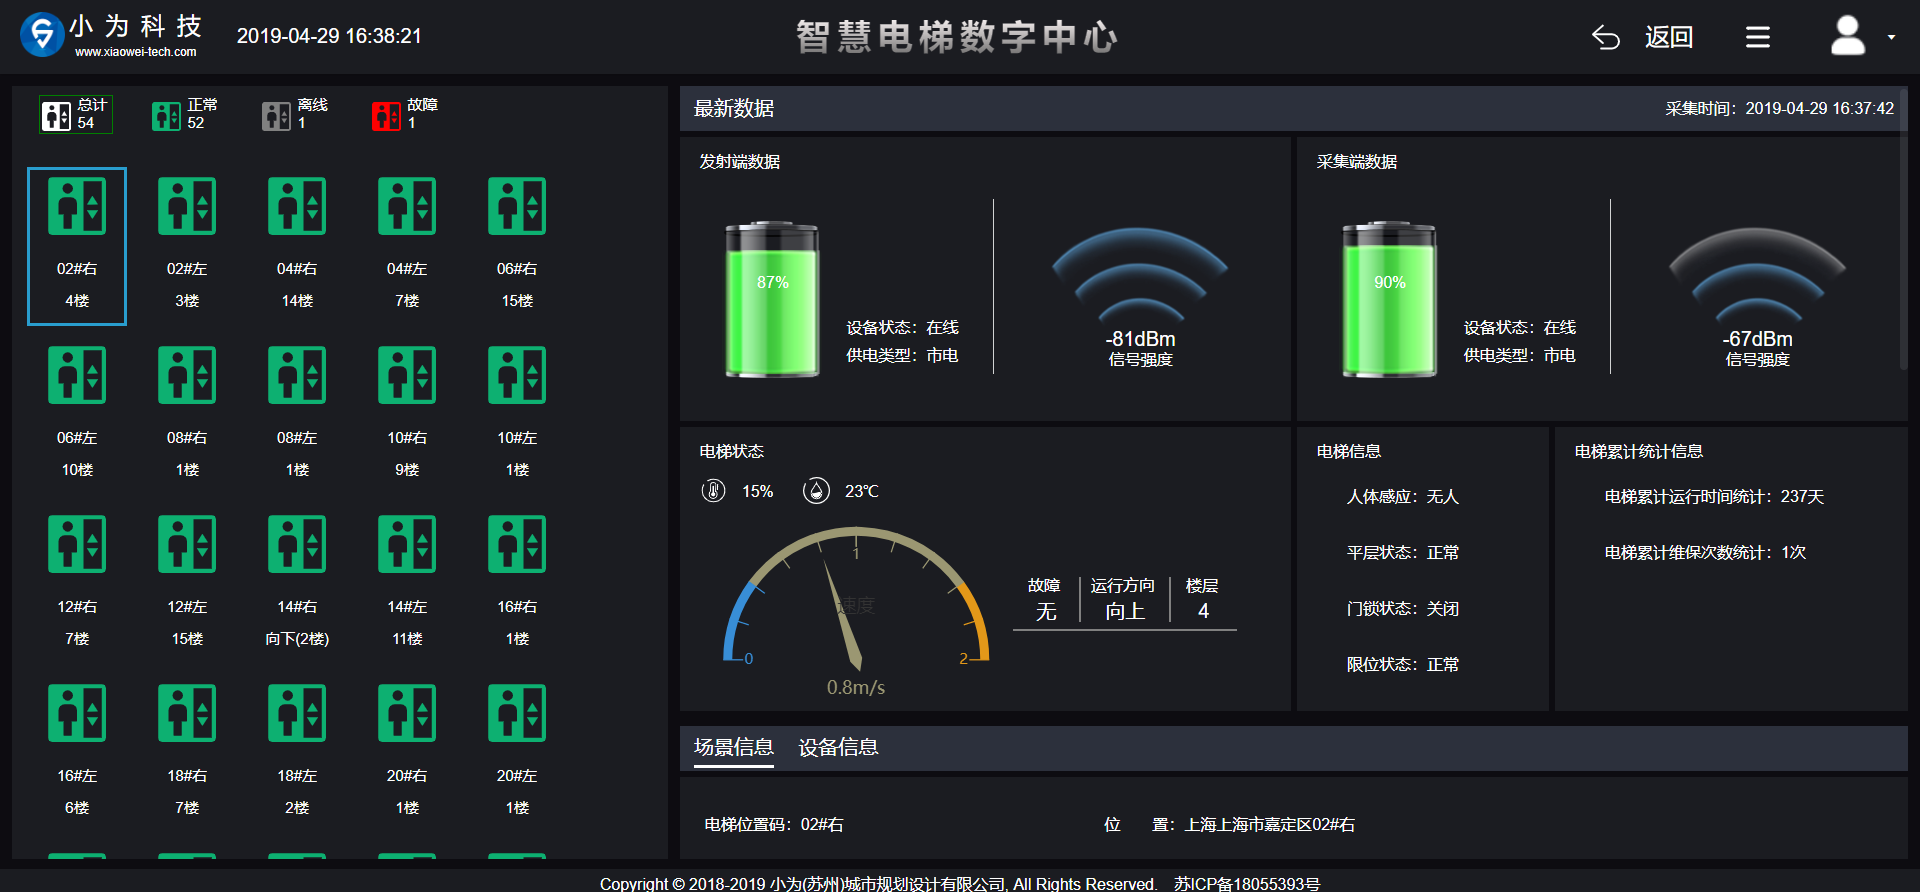 小为科技
www.xiaowei-tech.com
2019-04-29 16:38:21
智慧电梯数字中心
返回
总计
54
正常
52
离线
1
故障
1
02#右
4楼
02#左
3楼
04#右
14楼
04#左
7楼
06#右
15楼
06#左
10楼
08#右
1楼
08#左
1楼
10#右
9楼
10#左
1楼
12#右
7楼
12#左
15楼
14#右
向下(2楼)
14#左
11楼
16#右
1楼
16#左
6楼
18#右
7楼
18#左
2楼
20#右
1楼
20#左
1楼
最新数据
采集时间：2019-04-29 16:37:42
发射端数据
87%
设备状态：在线
供电类型：市电
-81dBm
信号强度
采集端数据
90%
设备状态：在线
供电类型：市电
-67dBm
信号强度
电梯状态
15%
23℃
0
1
2
速度
0.8m/s
故障
无
运行方向
向上
楼层
4
电梯信息
人体感应：无人
平层状态：正常
门锁状态：关闭
限位状态：正常
电梯累计统计信息
电梯累计运行时间统计：237天
电梯累计维保次数统计：1次
场景信息
设备信息
电梯位置码：02#右
位　　置：上海上海市嘉定区02#右
Copyright © 2018-2019 小为(苏州)城市规划设计有限公司, All Rights Reserved.　苏ICP备18055393号